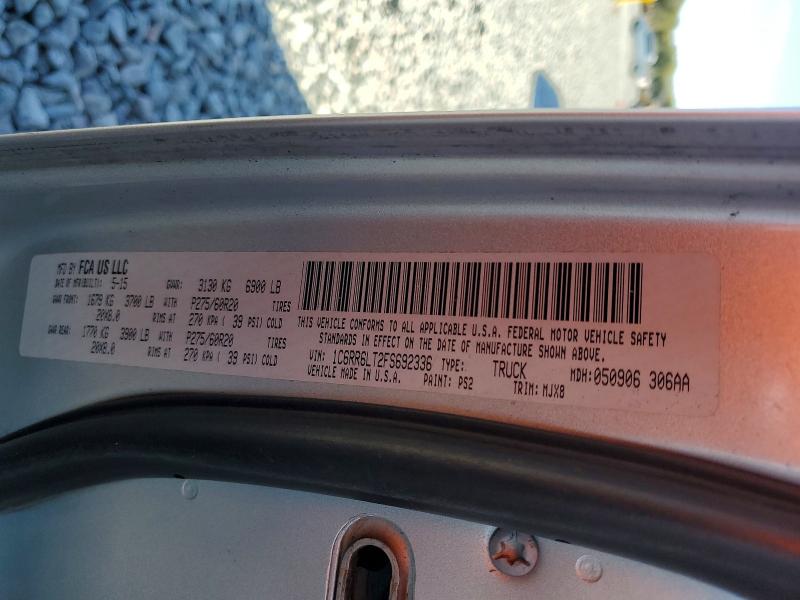 MFD BY FCA US LLC
DATE OF MFR(BUILT): 5-15 GVWR: 3130 KG 6900 LB
GAWR FRONT: 1679 KG 3700 LB WITH P275/60R20 TIRES
20X8.0 RIMS AT 270 KPA ( 39 PSI) COLD
GAWR REAR: 1770 KG 3900 LB WITH P275/60R20 TIRES
20X8.0 RIMS AT 270 KPA ( 39 PSI) COLD
THIS VEHICLE CONFORMS TO ALL APPLICABLE U.S.A. FEDERAL MOTOR VEHICLE SAFETY
STANDARDS IN EFFECT ON THE DATE OF MANUFACTURE SHOWN ABOVE.
VIN: 1C6RR6LT2FS692336 TYPE: TRUCK MDH:050906 306AA
VEHICLE MADE IN U.S.A. PAINT: PS2 TRIM: MJX8